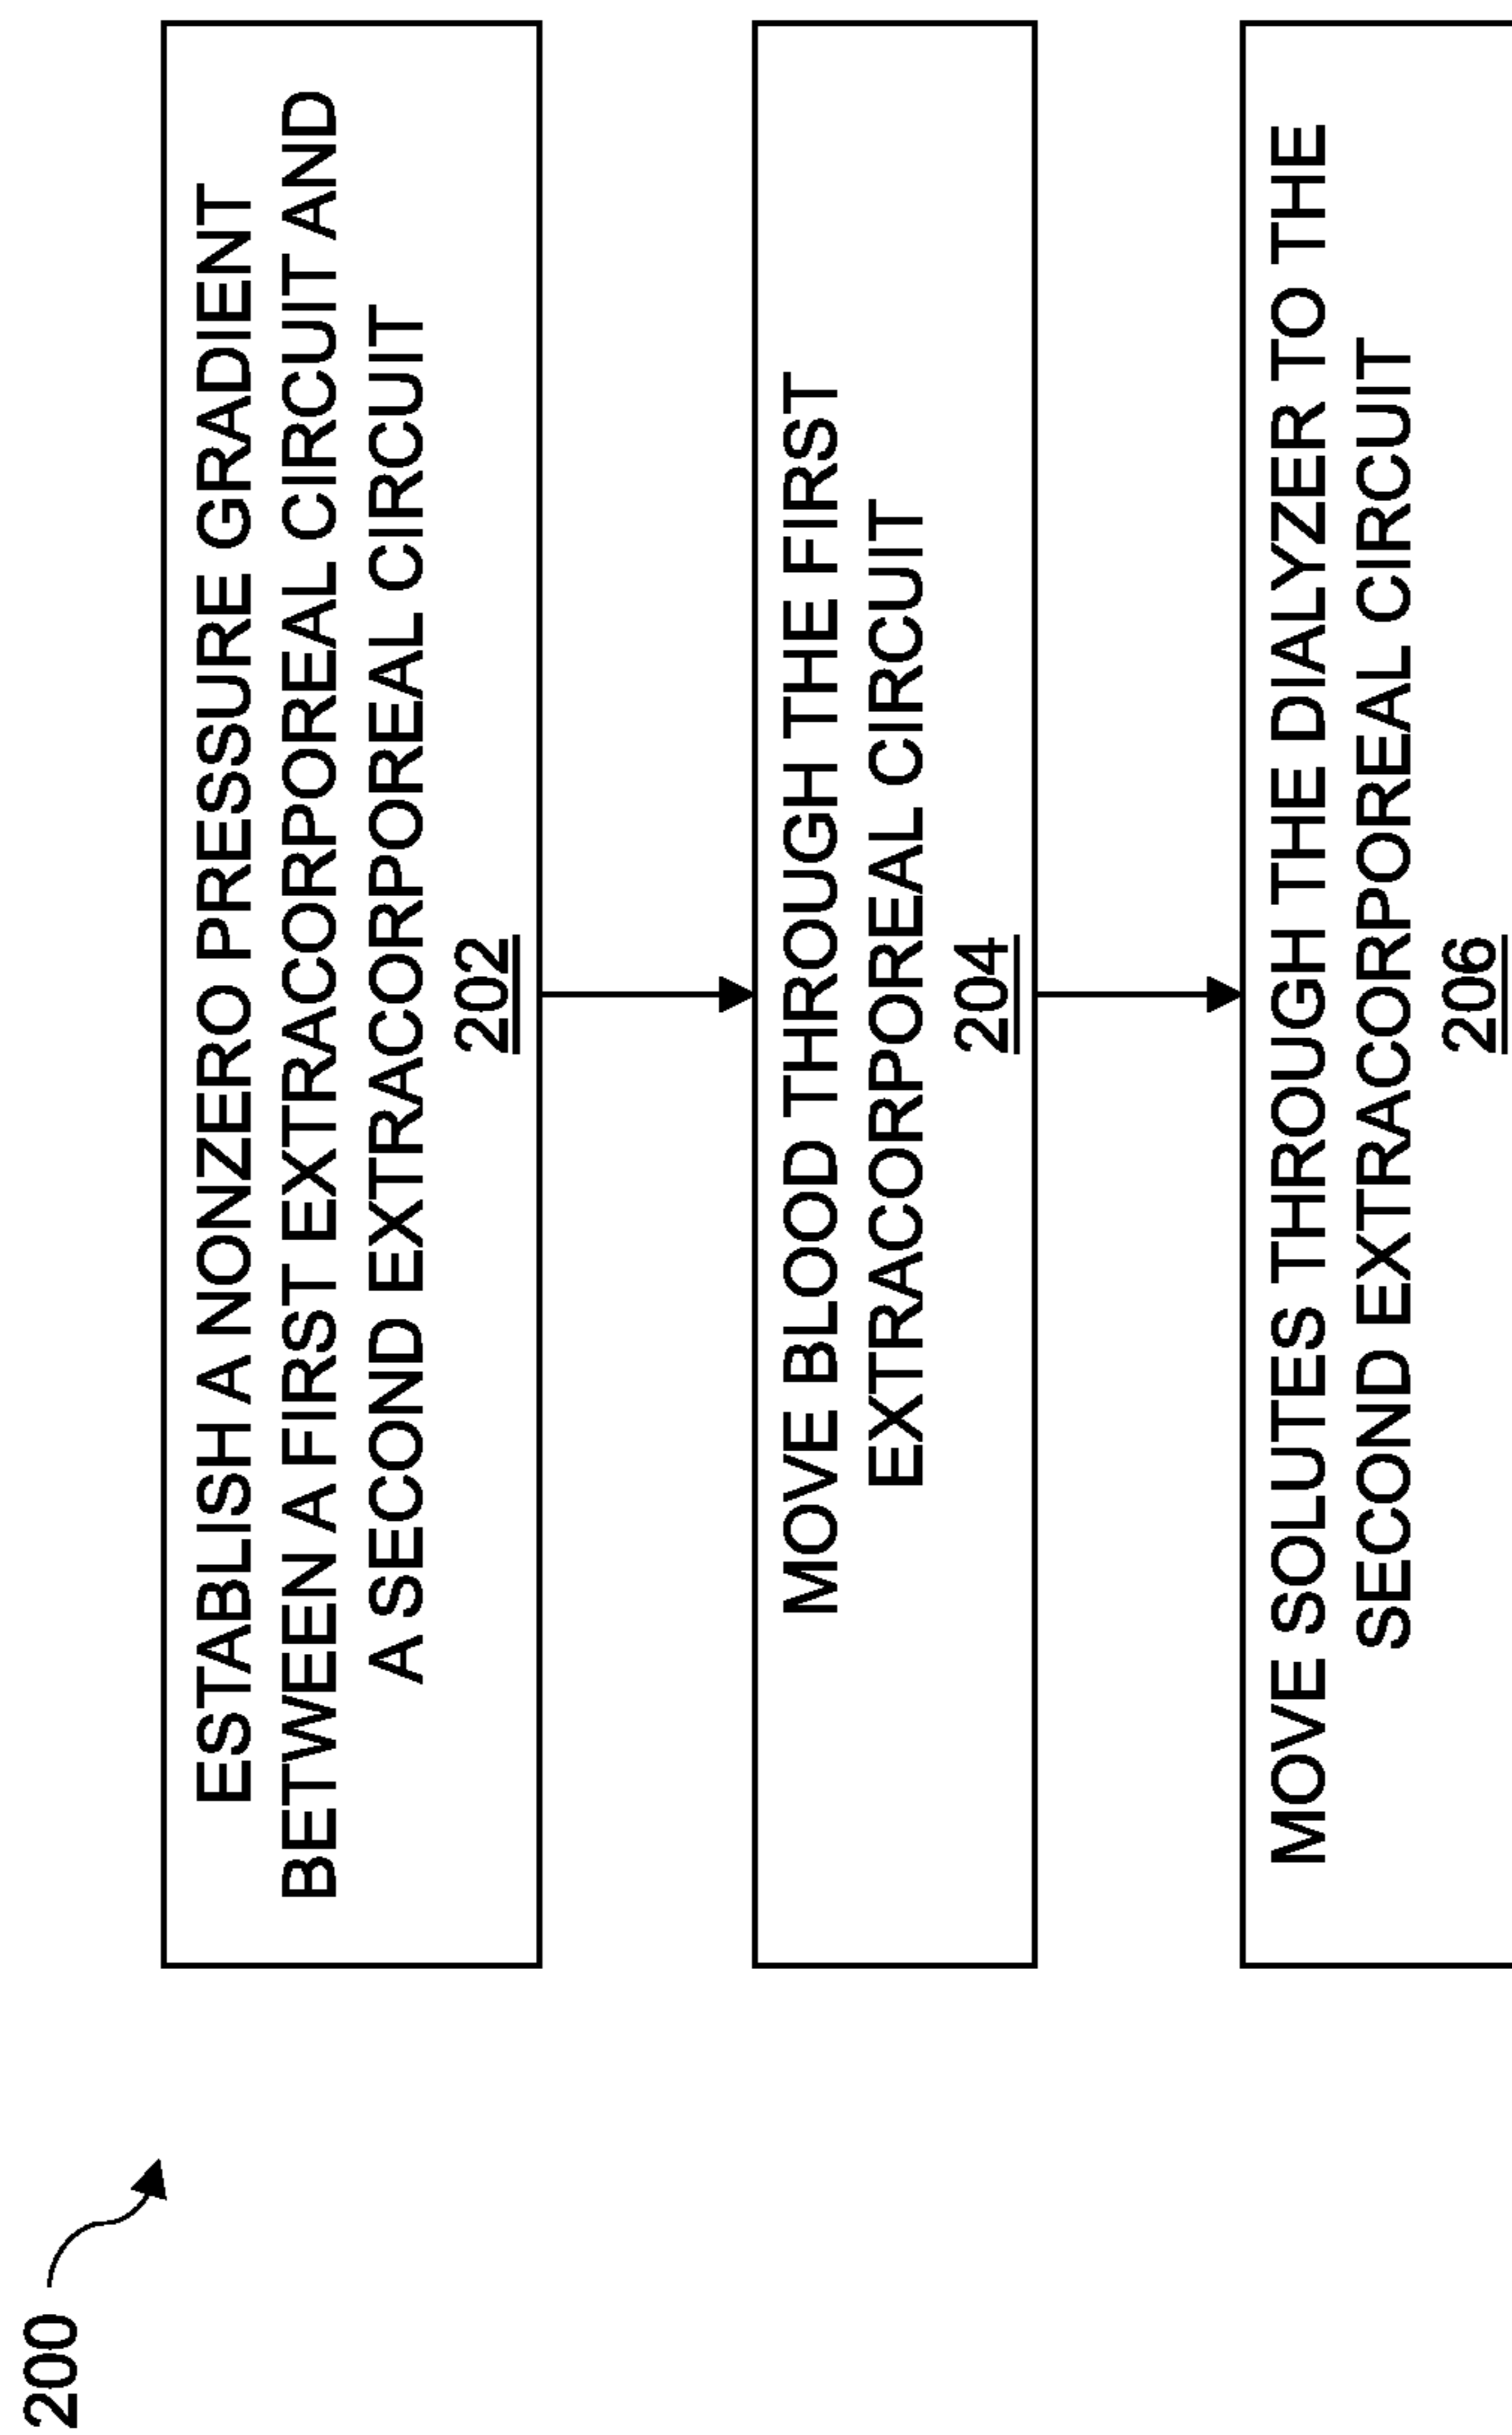 200
ESTABLISH A NONZERO PRESSURE GRADIENT
BETWEEN A FIRST EXTRACORPOREAL CIRCUIT AND
A SECOND EXTRACORPOREAL CIRCUIT
202
MOVE BLOOD THROUGH THE FIRST
EXTRACORPOREAL CIRCUIT
204
MOVE SOLUTES THROUGH THE DIALYZER TO THE
SECOND EXTRACORPOREAL CIRCUIT
206